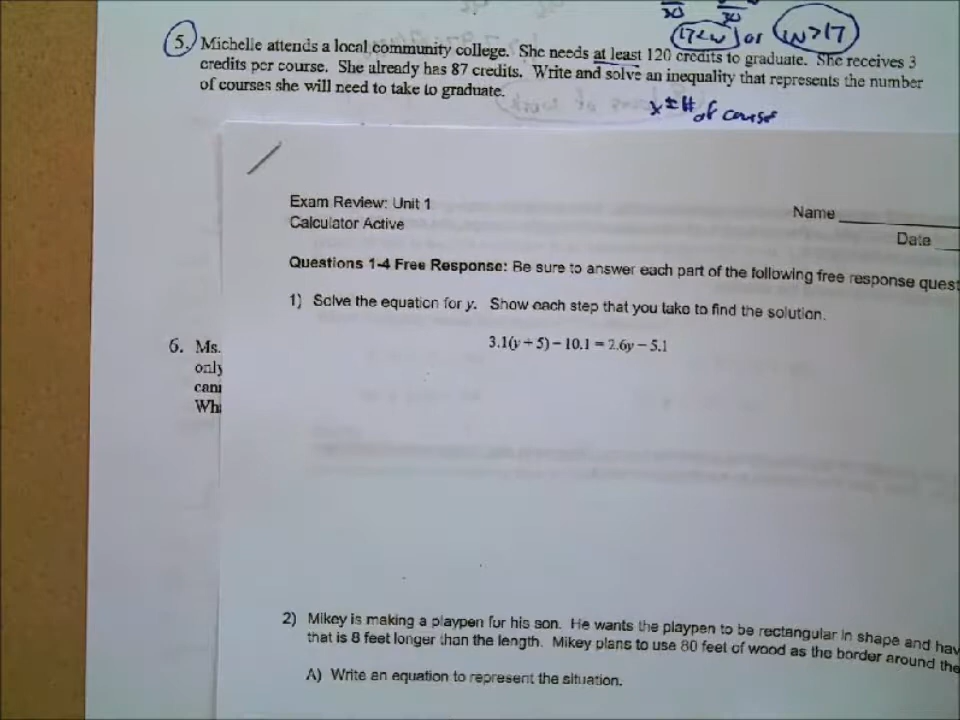 30 30
17<w or w>17
5. Michelle attends a local community college. She needs at least 120 credits to graduate. She receives 3
credits per course. She already has 87 credits. Write and solve an inequality that represents the number
of courses she will need to take to graduate.
x = # of course
Exam Review: Unit 1
Calculator Active
Name
Date
Questions 1-4 Free Response: Be sure to answer each part of the following free response quest
1) Solve the equation for y. Show each step that you take to find the solution.
3.1(y + 5) – 10.1 = 2.6y – 5.1
6. Ms.
only
cann
Wh
2) Mikey is making a playpen for his son. He wants the playpen to be rectangular in shape and hav
that is 8 feet longer than the length. Mikey plans to use 80 feet of wood as the border around the
A) Write an equation to represent the situation.